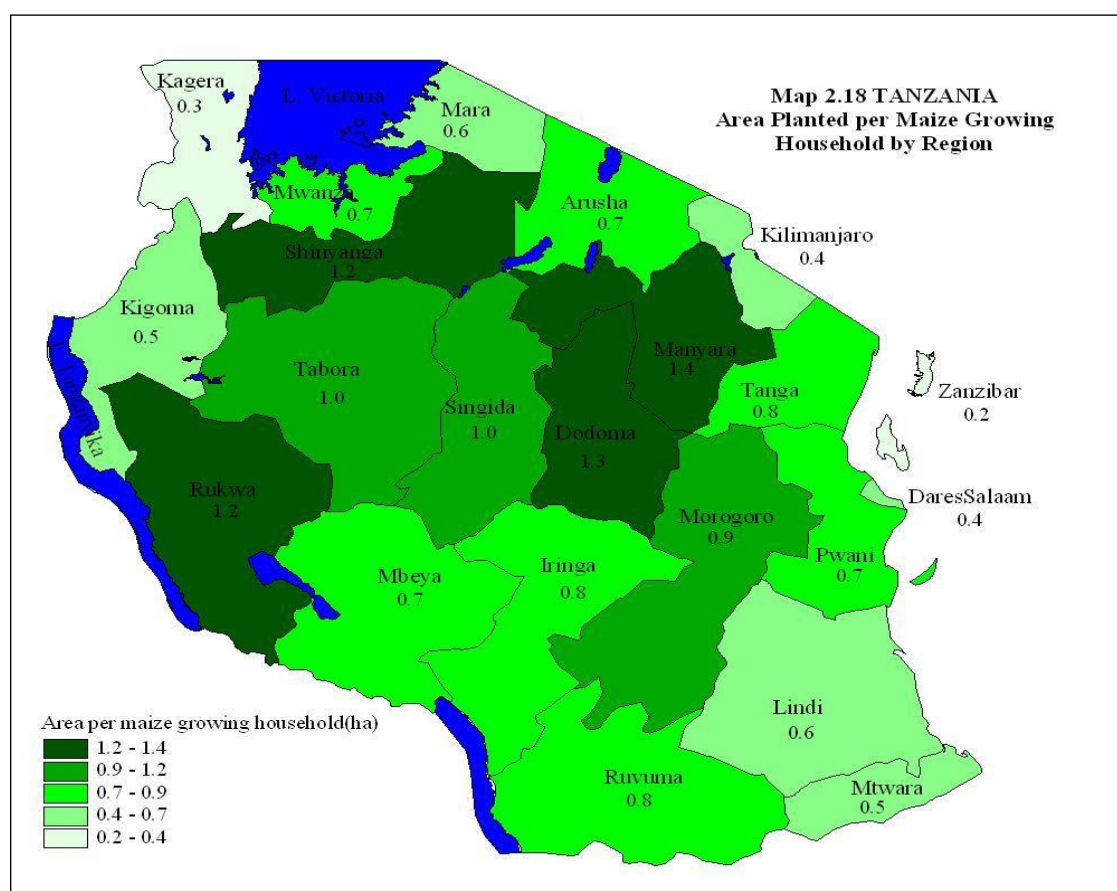 Map 2.18 TANZANIA
Area Planted per Maize Growing
Household by Region
Kagera
0.3
L. Victoria
Mara
0.6
Mwanza
0.7
Arusha
0.7
Kilimanjaro
0.4
Shinyanga
1.2
Kigoma
0.5
Tabora
1.0
Singida
1.0
Manyara
1.4
Tanga
0.8
Zanzibar
0.2
Dodoma
1.3
L. Tanganyika
Rukwa
1.2
DaresSalaam
0.4
Morogoro
0.9
Pwani
0.7
Mbeya
0.7
Iringa
0.8
Lindi
0.6
Ruvuma
0.8
Mtwara
0.5
Area per maize growing household(ha)
1.2 - 1.4
0.9 - 1.2
0.7 - 0.9
0.4 - 0.7
0.2 - 0.4